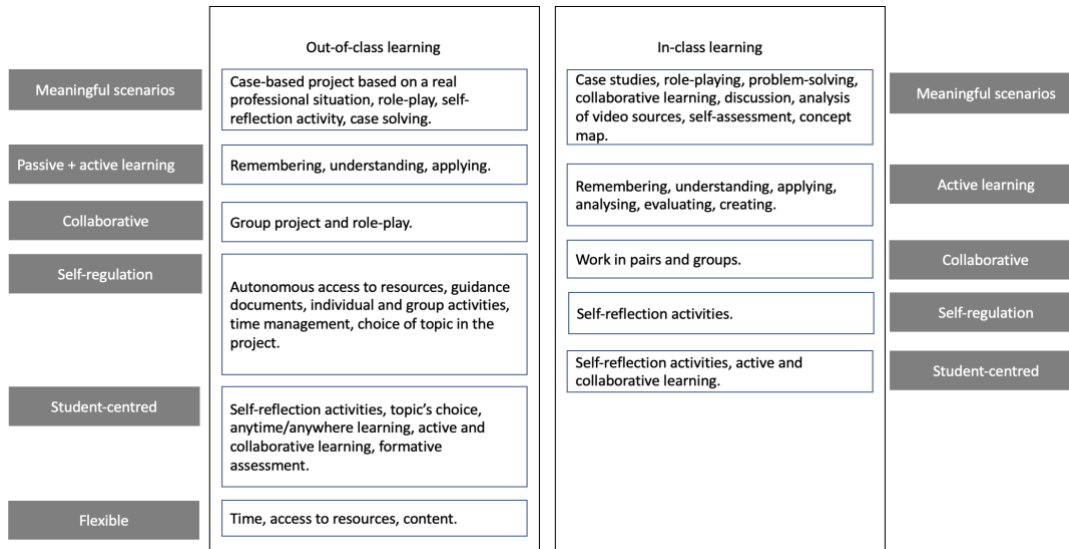 Out-of-class learning
In-class learning
Meaningful scenarios
Case-based project based on a real
professional situation, role-play, self-
reflection activity, case solving.
Case studies, role-playing, problem-solving,
collaborative learning, discussion, analysis
of video sources, self-assessment, concept
map.
Meaningful scenarios
Passive + active learning
Remembering, understanding, applying.
Remembering, understanding, applying,
analysing, evaluating, creating.
Active learning
Collaborative
Group project and role-play.
Work in pairs and groups.
Collaborative
Self-regulation
Autonomous access to resources, guidance
documents, individual and group activities,
time management, choice of topic in the
project.
Self-reflection activities.
Self-regulation
Self-reflection activities, active and
collaborative learning.
Student-centred
Student-centred
Self-reflection activities, topic's choice,
anytime/anywhere learning, active and
collaborative learning, formative
assessment.
Flexible
Time, access to resources, content.